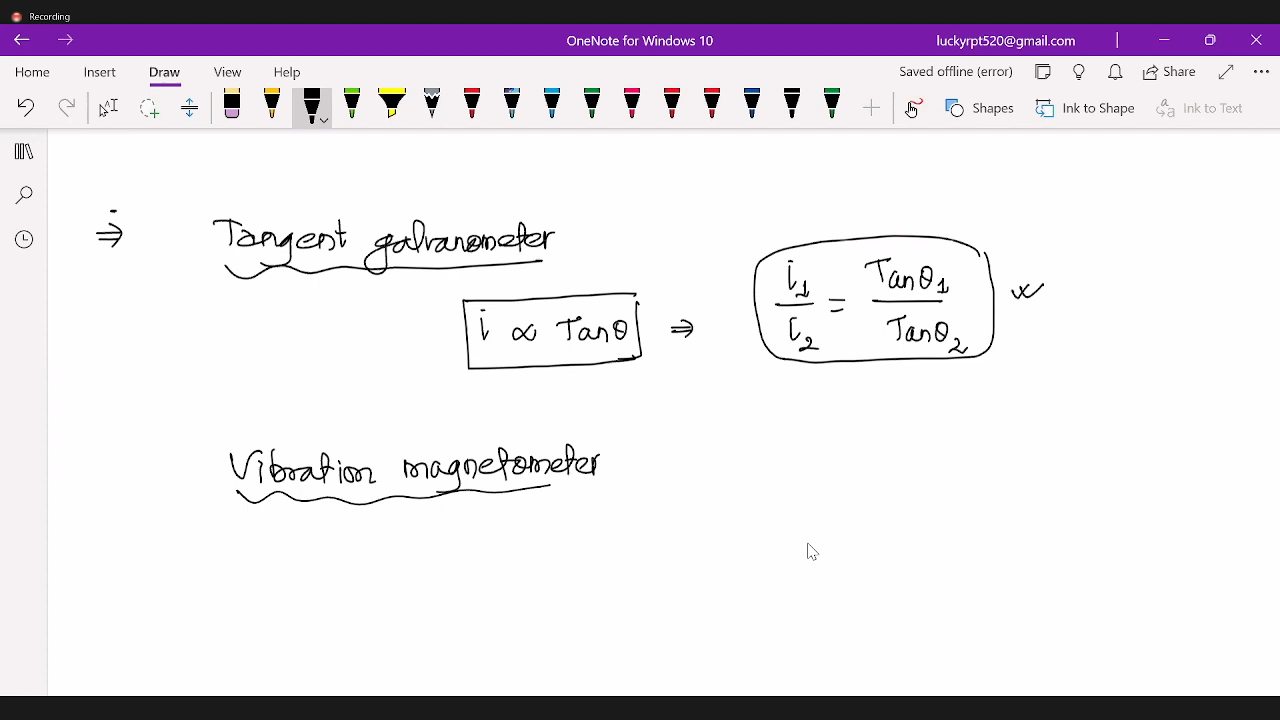 Recording
OneNote for Windows 10
luckyrpt520@gmail.com
Home Insert Draw View Help
Saved offline (error)
Share
Shapes
Ink to Shape
Ink to Text
⇒ Tangent galvanometer
i ∝ Tanθ ⇒ i₁/i₂ = Tanθ₁/Tanθ₂
Vibration magnetometer